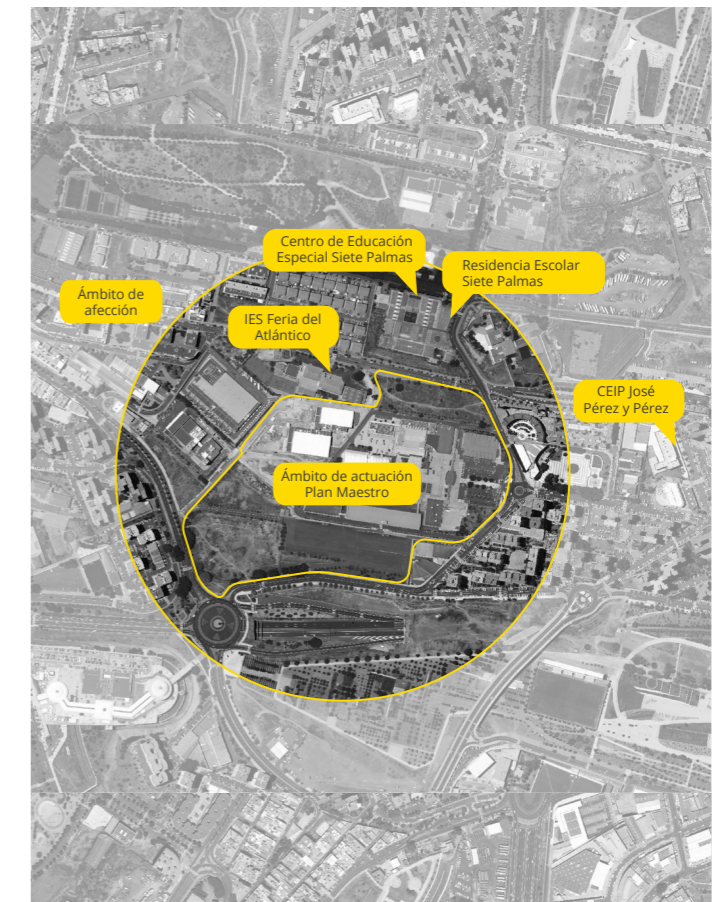 Centro de Educación
Especial Siete Palmas
Residencia Escolar
Siete Palmas
Ámbito de
afección
IES Feria del
Atlántico
CEIP José
Pérez y Pérez
Ámbito de actuación
Plan Maestro